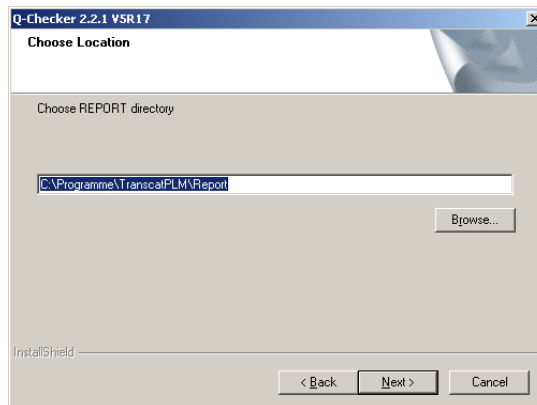 Q-Checker 2.2.1 V5R17
Choose Location
Choose REPORT directory
C:\Programme\TranscatPLM\Report
Browse...
InstallShield
< Back Next > Cancel